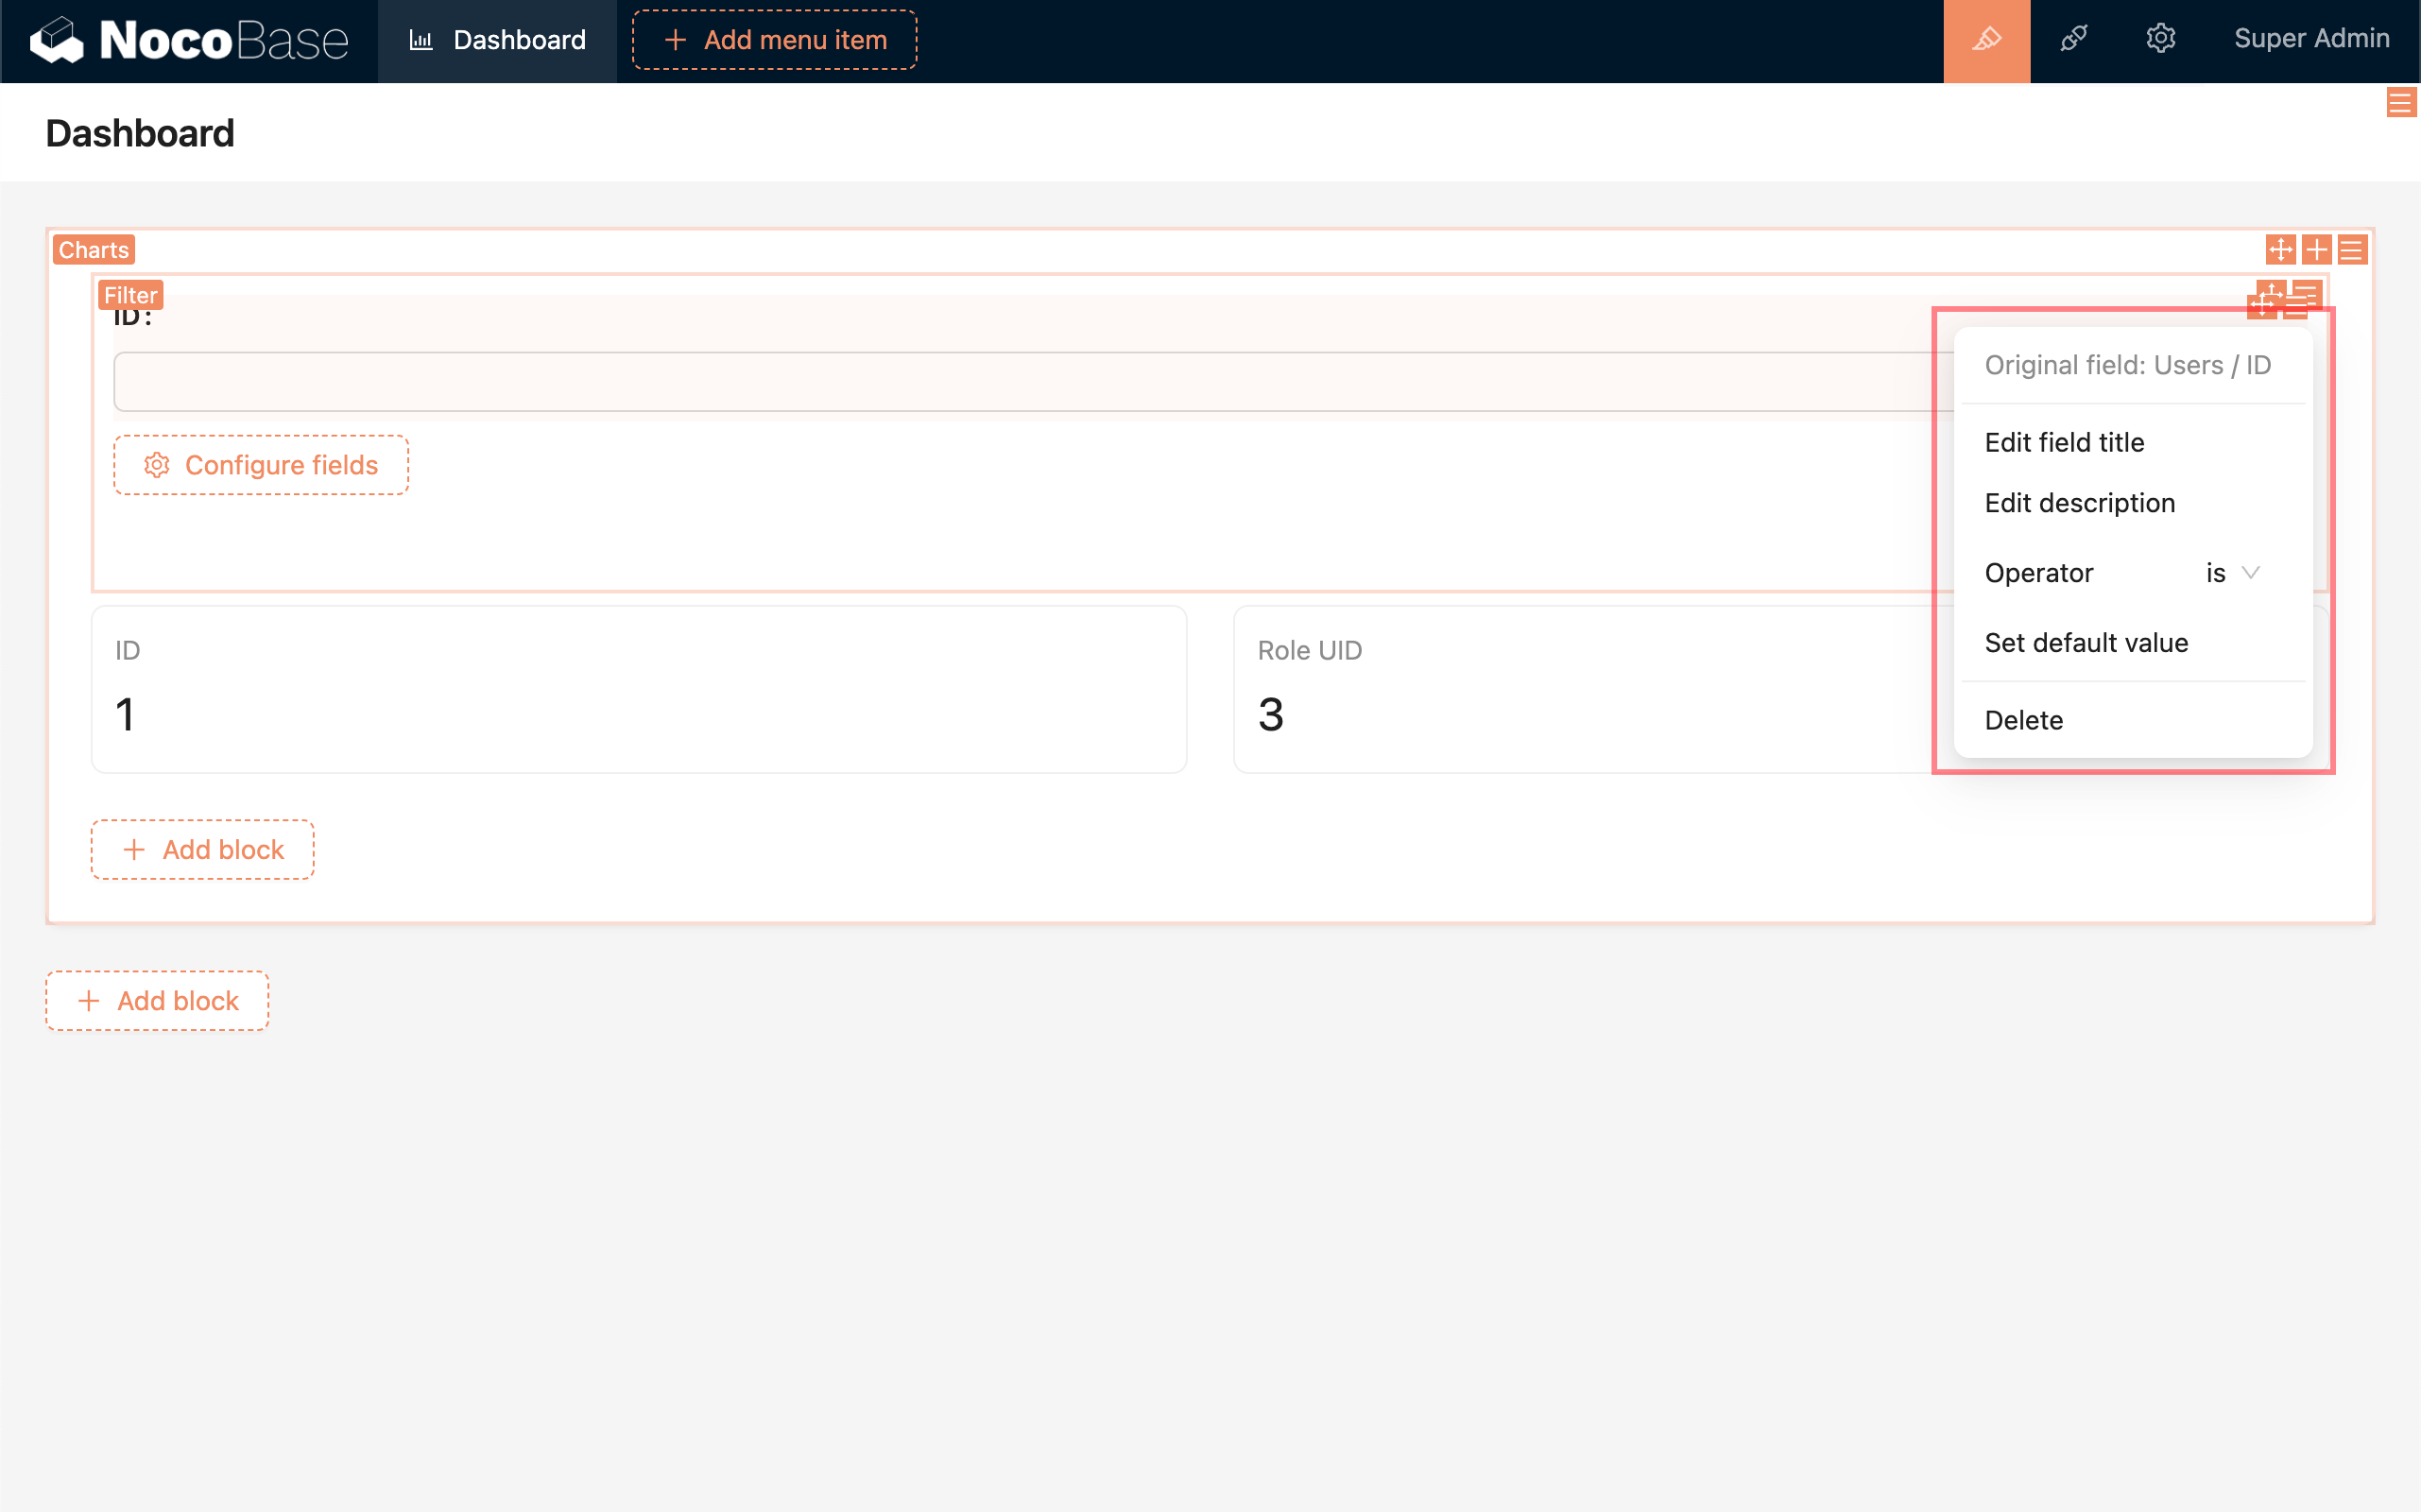 NocoBase
Dashboard
Add menu item
Super Admin
Dashboard
Charts
Filter
ID :
Original field: Users / ID
Edit field title
Edit description
Operator is
Set default value
Delete
Configure fields
ID
1
Role UID
3
Add block
Add block